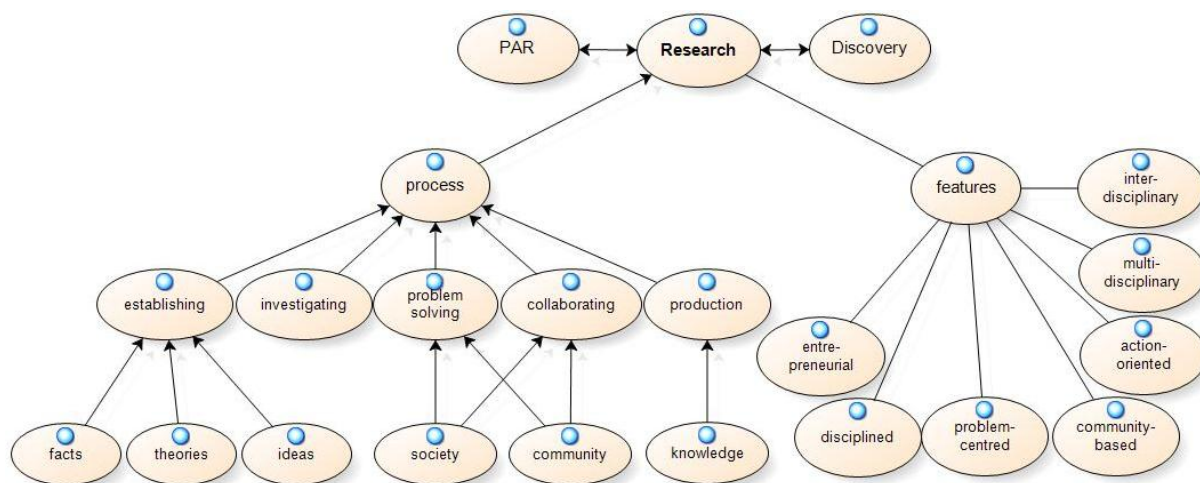 PAR
Research
Discovery
process
features
inter-
disciplinary
multi-
disciplinary
establishing
investigating
problem
solving
collaborating
production
entre-
preneurial
action-
oriented
facts
theories
ideas
society
community
knowledge
disciplined
problem-
centred
community-
based